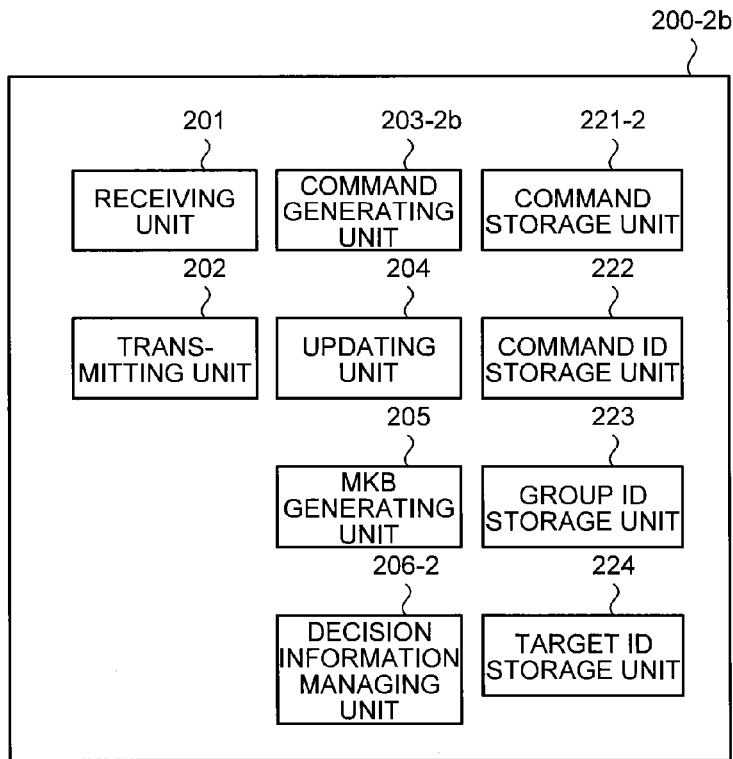 200-2b
201
203-2b
221-2
RECEIVING
UNIT
COMMAND
GENERATING
UNIT
COMMAND
STORAGE UNIT
202
204
222
TRANS-
MITTING UNIT
UPDATING
UNIT
COMMAND ID
STORAGE UNIT
205
223
MKB
GENERATING
UNIT
GROUP ID
STORAGE UNIT
206-2
224
DECISION
INFORMATION
MANAGING
UNIT
TARGET ID
STORAGE UNIT